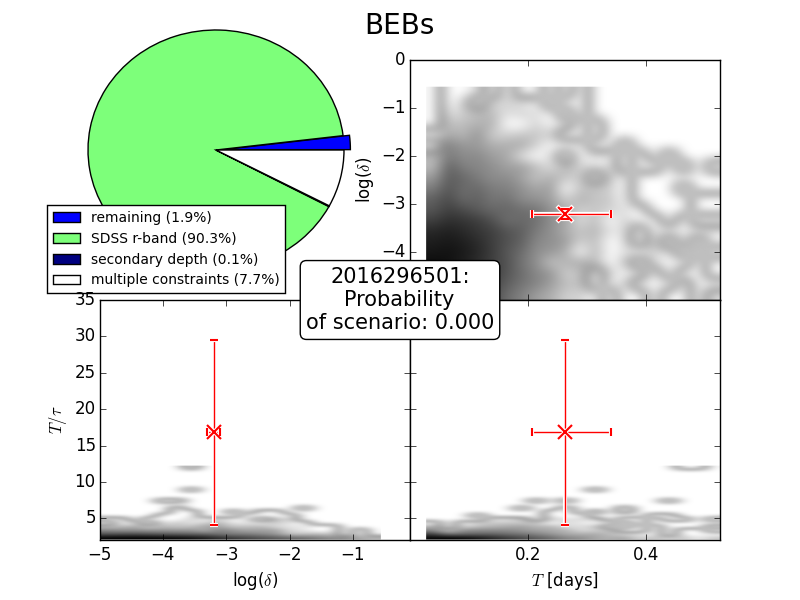 BEBs
remaining (1.9%)
SDSS r-band (90.3%)
secondary depth (0.1%)
multiple constraints (7.7%)
0
−1
−2
−3
−4
log(δ)
2016296501:
Probability
of scenario: 0.000
35
30
25
20
15
10
5
T/τ
−5 −4 −3 −2 −1
log(δ)
0.2 0.4
T [days]